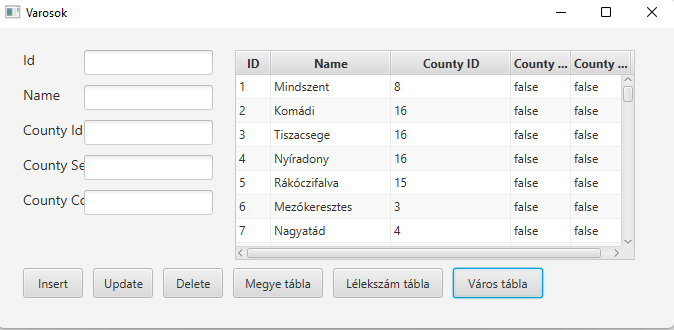 Varosok
Id
Name
County Id
County Se
County Co
ID Name County ID County ... County ...
1 Mindszent 8 false false
2 Komádi 16 false false
3 Tiszacsege 16 false false
4 Nyíradony 16 false false
5 Rákóczifalva 15 false false
6 Mezőkeresztes 3 false false
7 Nagyatád 4 false false
Insert Update Delete Megye tábla Lélekszám tábla Város tábla